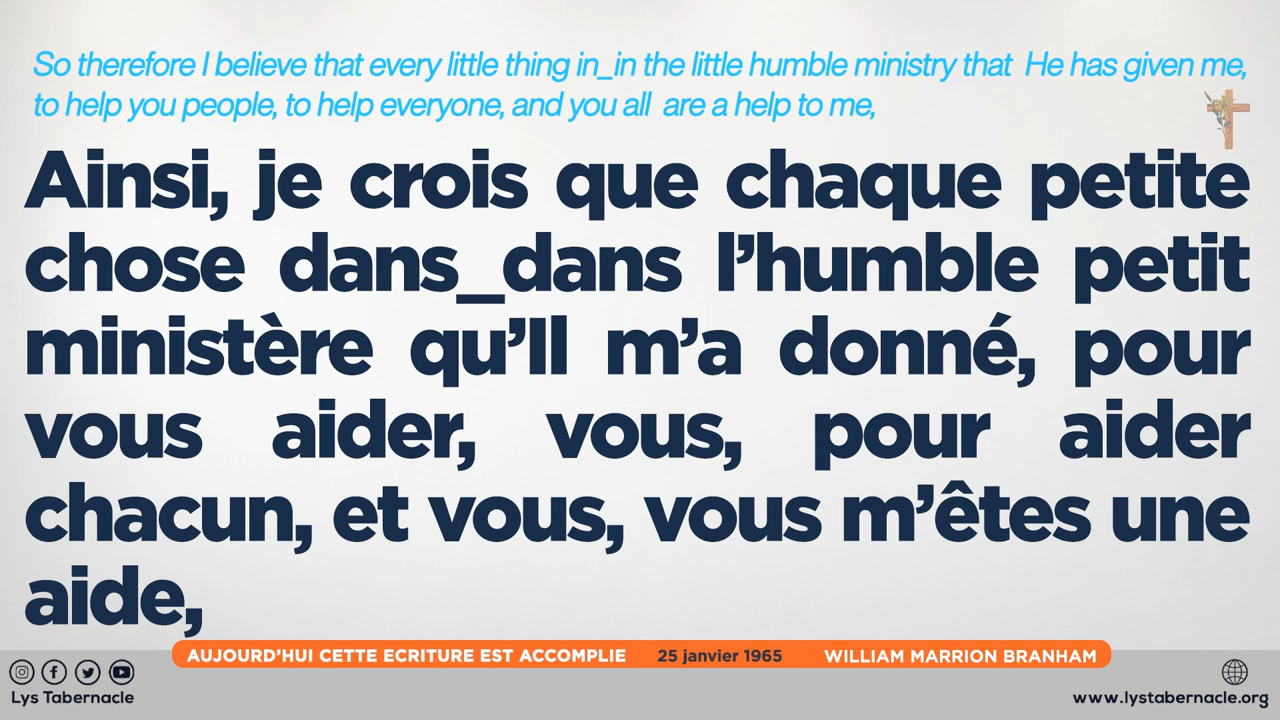 So therefore I believe that every little thing in_in the little humble ministry that He has given me,
to help you people, to help everyone, and you all are a help to me,
Ainsi, je crois que chaque petite
chose dans_dans l’humble petit
ministère qu’Il m’a donné, pour
vous aider, vous, pour aider
chacun, et vous, vous m’êtes une
aide,
AUJOURD’HUI CETTE ECRITURE EST ACCOMPLIE 25 janvier 1965 WILLIAM MARRION BRANHAM
Lys Tabernacle
www.lystabernacle.org